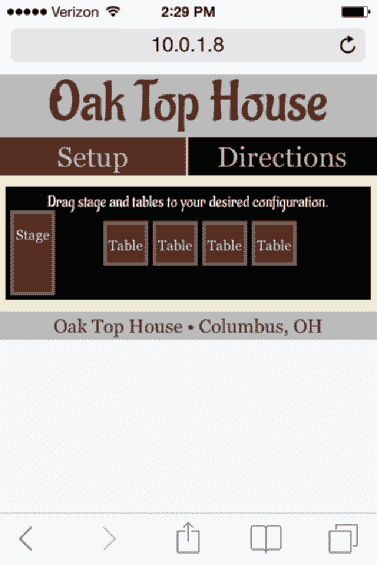 Verizon 2:29 PM
10.0.1.8
Oak Top House
Setup Directions
Drag stage and tables to your desired configuration.
Stage Table Table Table Table
Oak Top House • Columbus, OH